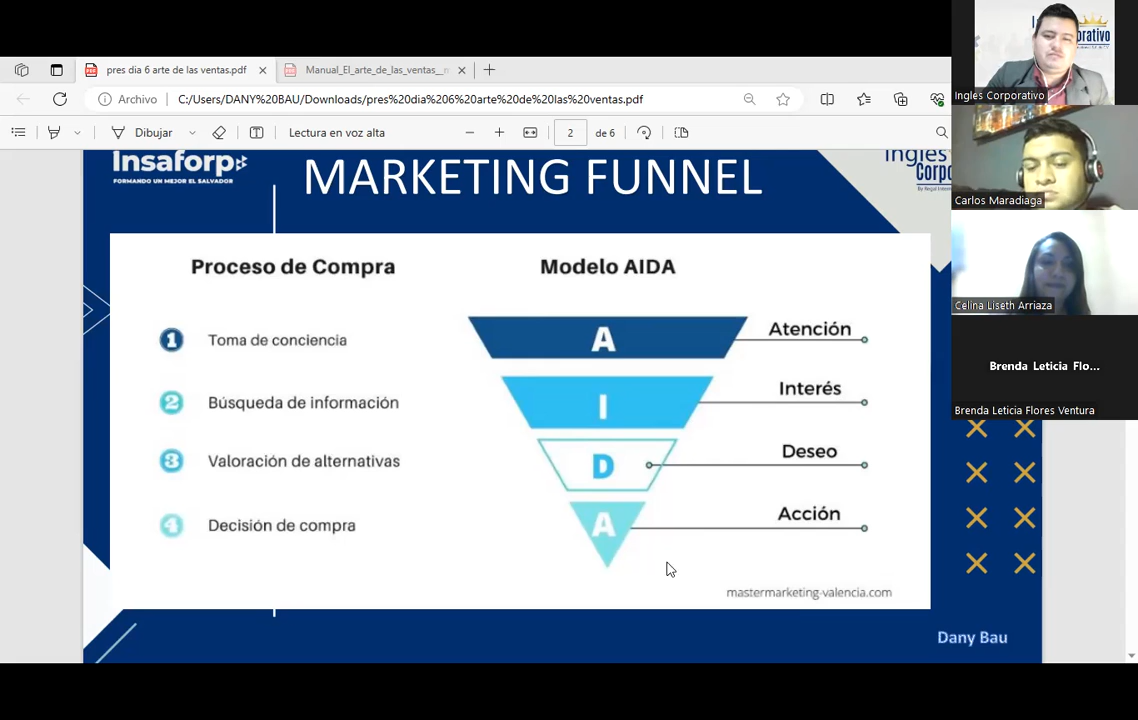 pres dia 6 arte de las ventas.pdf
Manual_El_arte_de_las_ventas_
Archivo
C:/Users/DANY%20BAU/Downloads/pres%20dia%206%20arte%20de%20las%20ventas.pdf
Dibujar
Lectura en voz alta
2
de 6
Insaforp
FORMANDO UN MEJOR EL SALVADOR
MARKETING FUNNEL
Ingles
Corpo
Proceso de Compra
1 Toma de conciencia
2 Búsqueda de información
3 Valoración de alternativas
4 Decisión de compra
Modelo AIDA
A Atención
I Interés
D Deseo
A Acción
mastermarketing-valencia.com
Dany Bau
orativo
Ingles Corporativo
Carlos Maradiaga
Celina Liseth Arriaza
Brenda Leticia Flo...
Brenda Leticia Flores Ventura